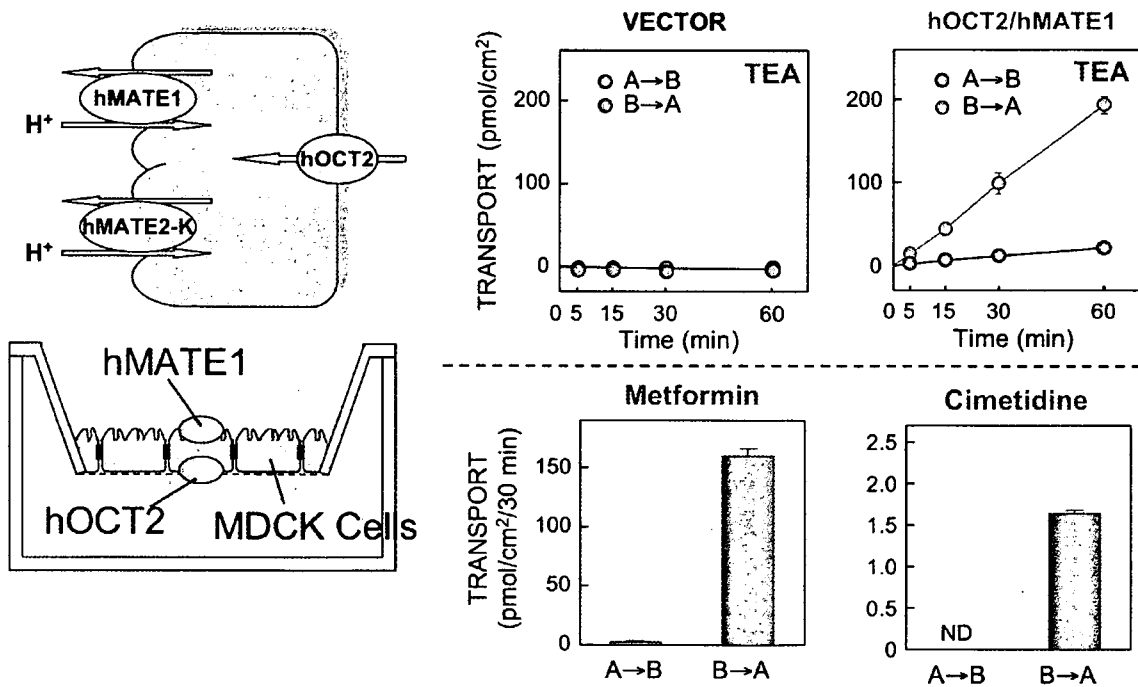 hMATE1
H+
hOCT2
hMATE2-K
H+
hMATE1
hOCT2
MDCK Cells
VECTOR
A→B
B→A
TEA
TRANSPORT (pmol/cm²)
200
100
0
0 5 15 30 60
Time (min)
hOCT2/hMATE1
A→B
B→A
TEA
200
100
0
0 5 15 30 60
Time (min)
Metformin
TRANSPORT
(pmol/cm²/30 min)
150
100
50
0
A→B B→A
Cimetidine
2.5
2.0
1.5
1.0
0.5
0
ND
A→B B→A